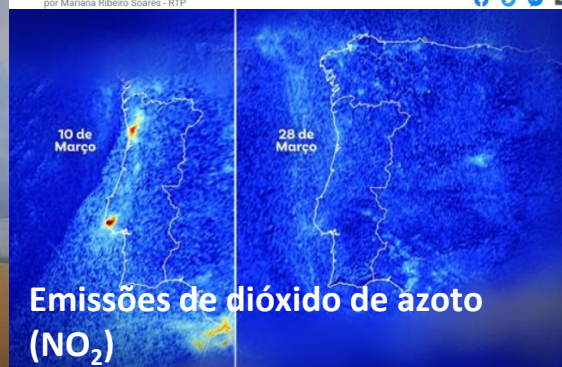 por Mariana Ribeiro Soares - RTP
10 de
Março
28 de
Março
Emissões de dióxido de azoto
(NO₂)